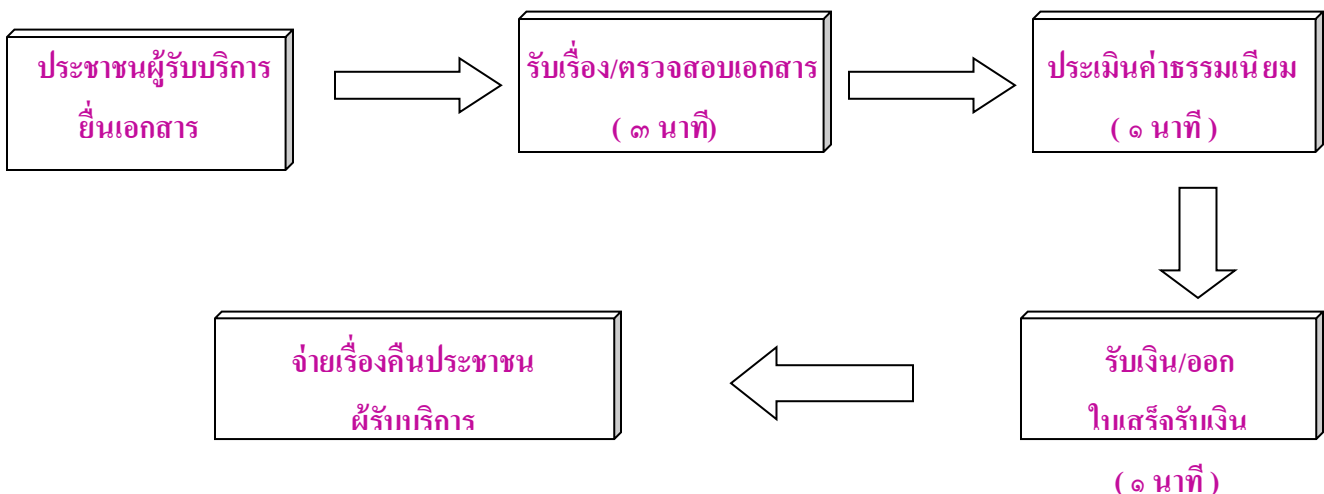 ประชาชนผู้รับบริการ
ยื่นเอกสาร
รับเรื่อง/ตรวจสอบเอกสาร
( ๓ นาที)
ประเมินค่าธรรมเนียม
( ๑ นาที )
รับเงิน/ออก
ใบเสร็จรับเงิน
( ๑ นาที )
จ่ายเรื่องคืนประชาชน
ผู้รับบริการ